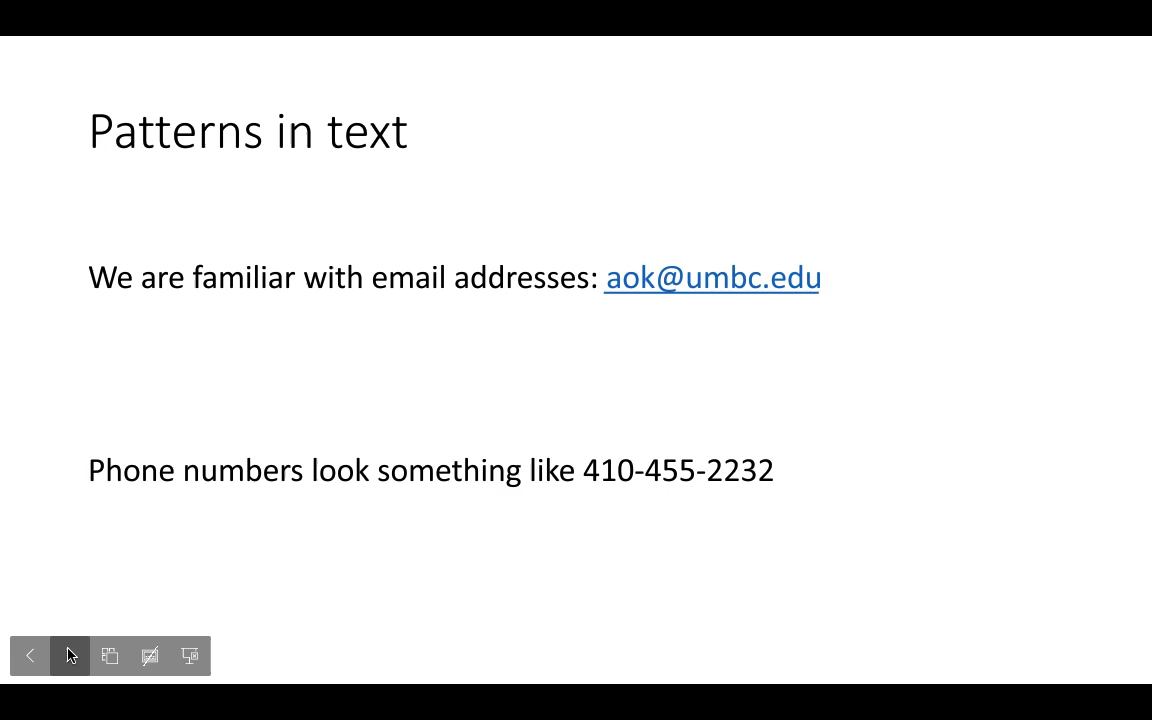 Patterns in text
We are familiar with email addresses: aok@umbc.edu
Phone numbers look something like 410-455-2232